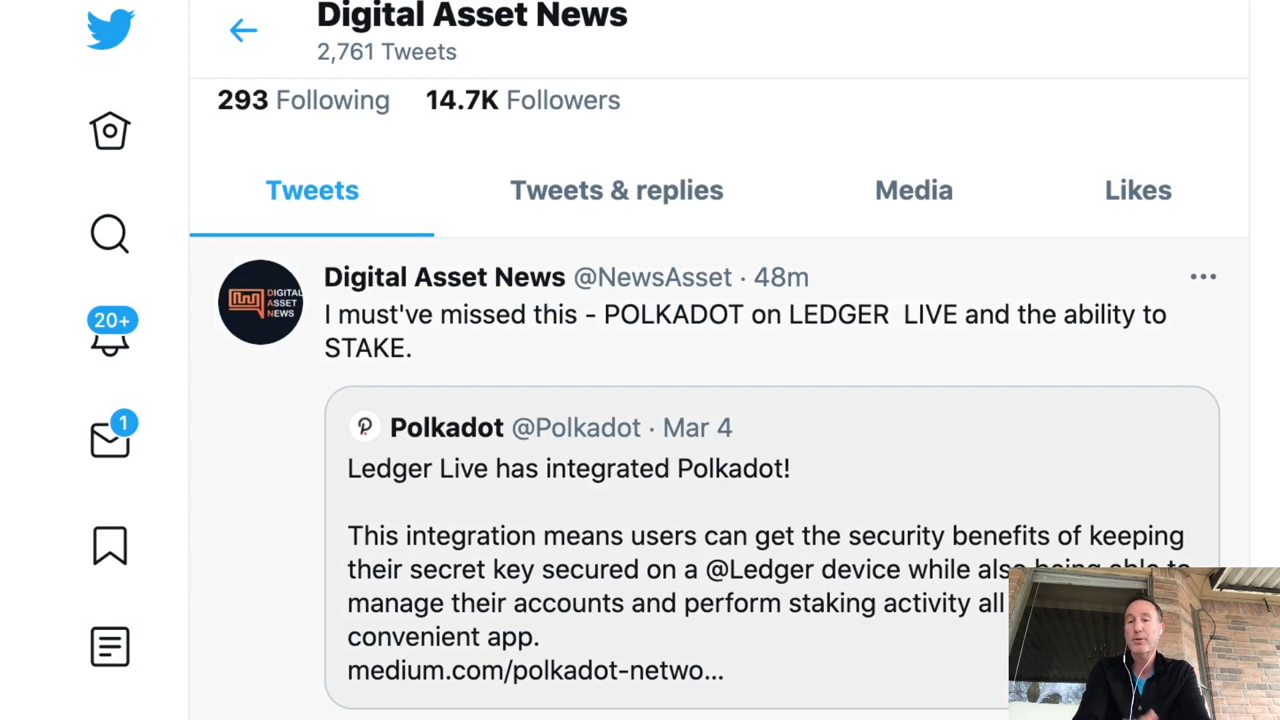 Digital Asset News
2,761 Tweets
293 Following 14.7K Followers
Tweets Tweets & replies Media Likes
Digital Asset News @NewsAsset · 48m
I must've missed this - POLKADOT on LEDGER LIVE and the ability to
STAKE.
DIGITAL
ASSET
NEWS
20+
Polkadot @Polkadot · Mar 4
1
Ledger Live has integrated Polkadot!
This integration means users can get the security benefits of keeping
their secret key secured on a @Ledger device while also being able to
manage their accounts and perform staking activity all
convenient app.
medium.com/polkadot-netwo...